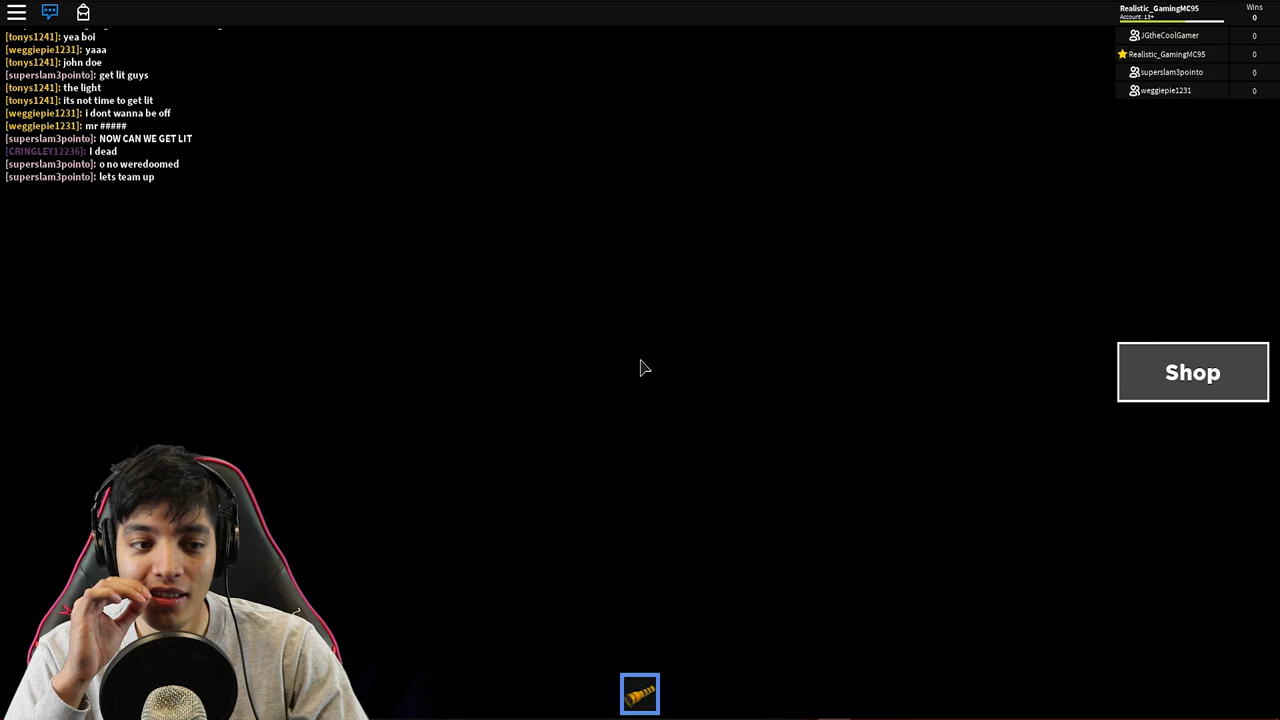 Realistic_GamingMC95
Account: 13+
Wins
0
[tonys1241]: yea boi
[weggiepie1231]: yaaa
[tonys1241]: john doe
[superslam3pointo]: get lit guys
[tonys1241]: the light
[tonys1241]: its not time to get lit
[weggiepie1231]: i dont wanna be off
[weggiepie1231]: mr #####
[superslam3pointo]: NOW CAN WE GET LIT
[CRINGLEY12236]: I dead
[superslam3pointo]: o no weredoomed
[superslam3pointo]: lets team up
JGtheCoolGamer 0
Realistic_GamingMC95 0
superslam3pointo 0
weggiepie1231 0
Shop